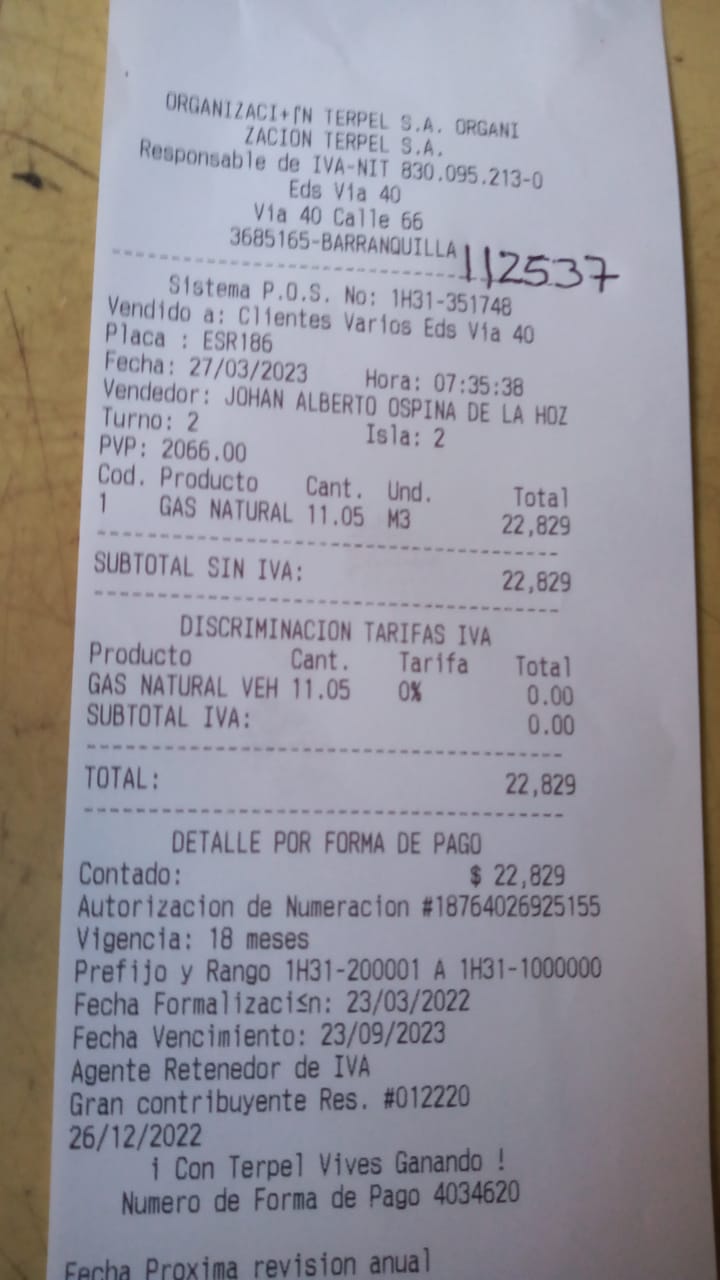 ORGANIZACI+⌠N TERPEL S.A. ORGANI
ZACION TERPEL S.A.
Responsable de IVA-NIT 830.095.213-0
Eds Via 40
Via 40 Calle 66
3685165-BARRANQUILLA
112537
Sistema P.O.S. No: 1H31-351748
Vendido a: Clientes Varios Eds Via 40
Placa : ESR186
Fecha: 27/03/2023 Hora: 07:35:38
Vendedor: JOHAN ALBERTO OSPINA DE LA HOZ
Turno: 2 Isla: 2
PVP: 2066.00
Cod. Producto Cant. Und. Total
1 GAS NATURAL 11.05 M3 22,829
SUBTOTAL SIN IVA: 22,829
DISCRIMINACION TARIFAS IVA
Producto Cant. Tarifa Total
GAS NATURAL VEH 11.05 0% 0.00
SUBTOTAL IVA: 0.00
TOTAL: 22,829
DETALLE POR FORMA DE PAGO
Contado: $ 22,829
Autorizacion de Numeracion #18764026925155
Vigencia: 18 meses
Prefijo y Rango 1H31-200001 A 1H31-1000000
Fecha Formalizaci≤n: 23/03/2022
Fecha Vencimiento: 23/09/2023
Agente Retenedor de IVA
Gran contribuyente Res. #012220
26/12/2022
¡ Con Terpel Vives Ganando !
Numero de Forma de Pago 4034620
Fecha Proxima revision anual